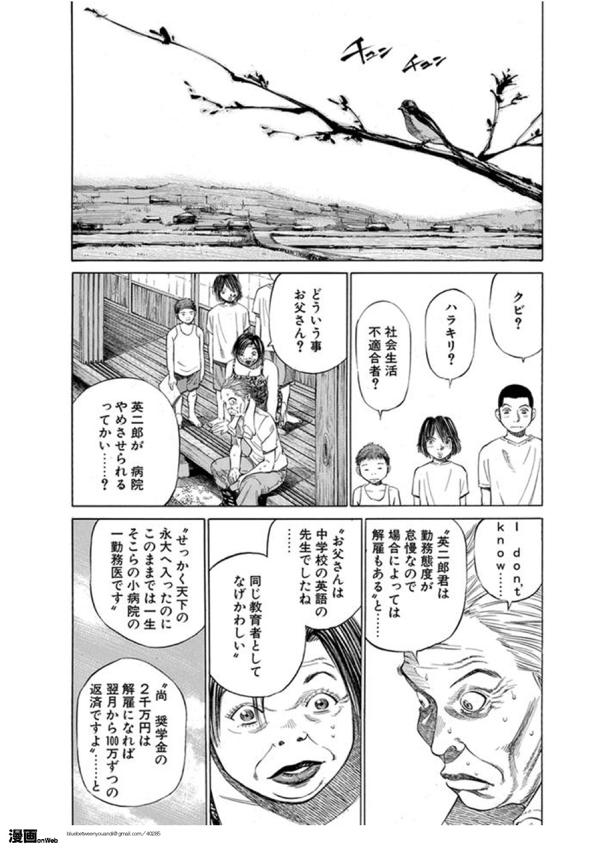 チュン
チュン
クビ？
ハラキリ？
社会生活
不適合者？
どういう事
お父さん？
英二郎が 病院
やめさせられる
ってかい……？
I don't
know……
〝英二郎君は
勤務態度が
怠慢なので
場合によっては
解雇もある〟と……
〝お父さんは
中学校の英語の
先生でしたね
……
同じ教育者として
なげかわしい〟
〝せっかく天下の
永大へ入ったのに
このままでは一生
そこらの小病院の
一勤務医です〟
〝尚 奨学金の
２千万円は
解雇になれば
翌月から100万ずつの
返済ですよ〟……と
漫画 on Web
bluebetweenyouandi@gmail.com / 40285